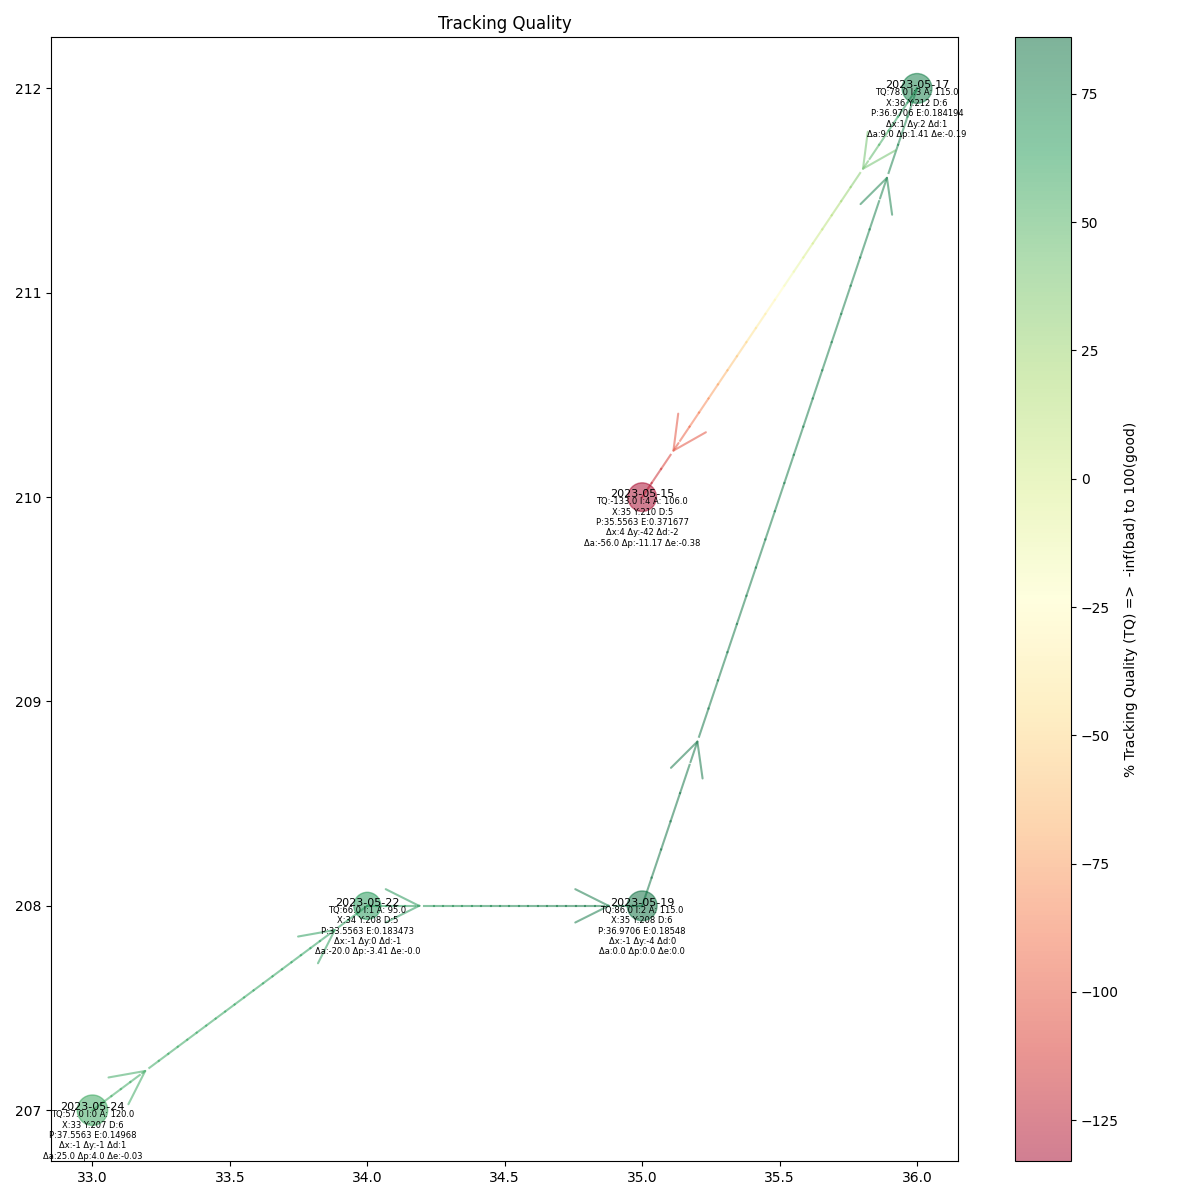 Tracking Quality
212
211
210
209
208
207
2023-05-17
TQ:78.0 I:3 A: 115.0
X:36 Y:212 D:6
P:36.9706 E:0.184194
Δx:1 Δy:2 Δd:1
Δa:9.0 Δp:1.41 Δe:-0.19
2023-05-15
TQ:-133.0 I:4 A: 106.0
X:35 Y:210 D:5
P:35.5563 E:0.371677
Δx:4 Δy:-42 Δd:-2
Δa:-56.0 Δp:-11.17 Δe:-0.38
2023-05-22
TQ:66.0 I:1 A: 95.0
X:34 Y:208 D:5
P:33.5563 E:0.183473
Δx:-1 Δy:0 Δd:-1
Δa:-20.0 Δp:-3.41 Δe:-0.0
2023-05-19
TQ:86.0 I:2 A: 115.0
X:35 Y:208 D:6
P:36.9706 E:0.18548
Δx:-1 Δy:-4 Δd:0
Δa:0.0 Δp:0.0 Δe:0.0
2023-05-24
TQ:57.0 I:0 A: 120.0
X:33 Y:207 D:6
P:37.5563 E:0.14968
Δx:-1 Δy:-1 Δd:1
Δa:25.0 Δp:4.0 Δe:-0.03
33.0
33.5
34.0
34.5
35.0
35.5
36.0
75
50
25
0
−25
−50
−75
−100
−125
% Tracking Quality (TQ) => -inf(bad) to 100(good)